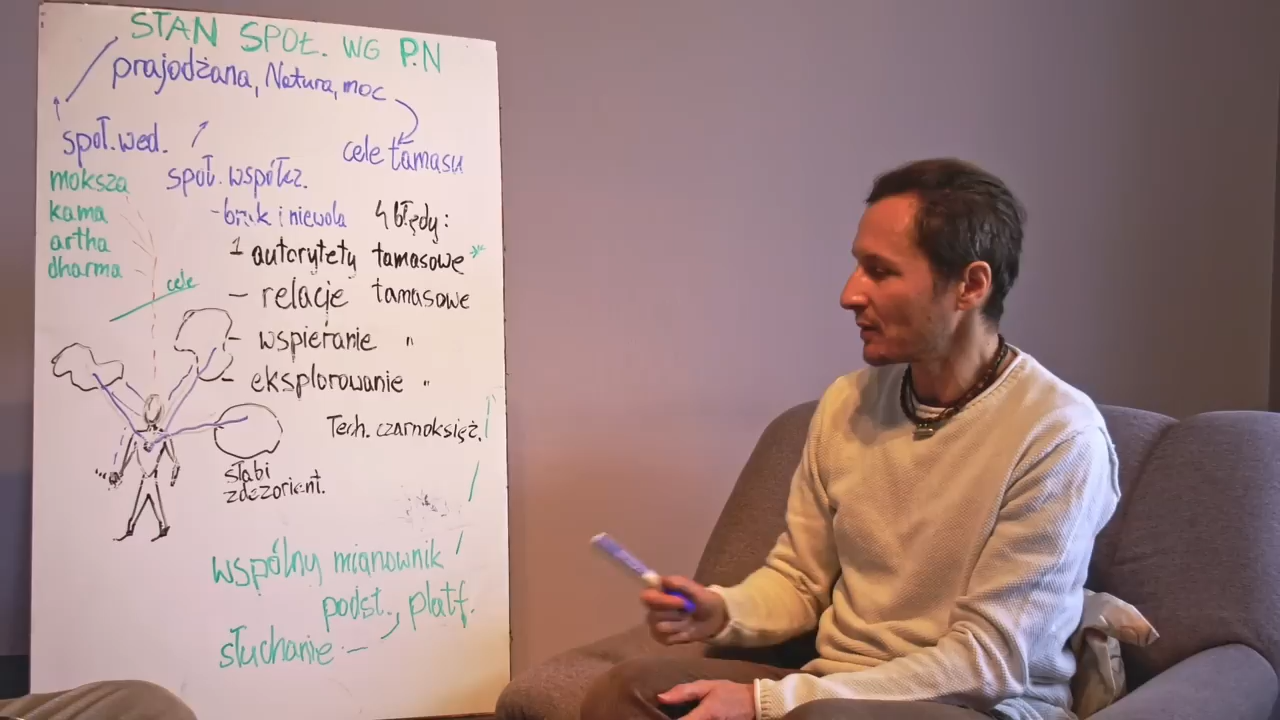 STAN SPOŁ. WG P.N
prajodżana, Natura, moc
społ. wed.
cele tamasu
moksza
społ. współcz.
kama
- brak i niewola
4 błędy:
artha
1 autorytety tamasowe *
dharma
cele
- relacje tamasowe
- wspieranie "
- eksplorowanie "
Tech. czarnoksięż.
słabi
zdezorient.
wspólny mianownik
podst., platf.
słuchanie -